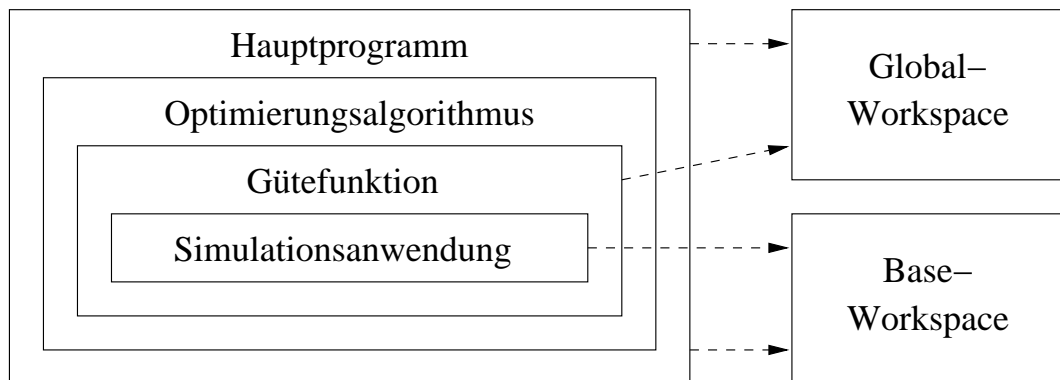 Hauptprogramm
Optimierungsalgorithmus
Gütefunktion
Simulationsanwendung
Global–
Workspace
Base–
Workspace